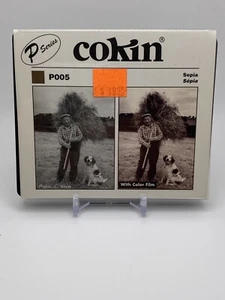 P Series
cokin®
P005
Sepia
Sépia
With Color Film